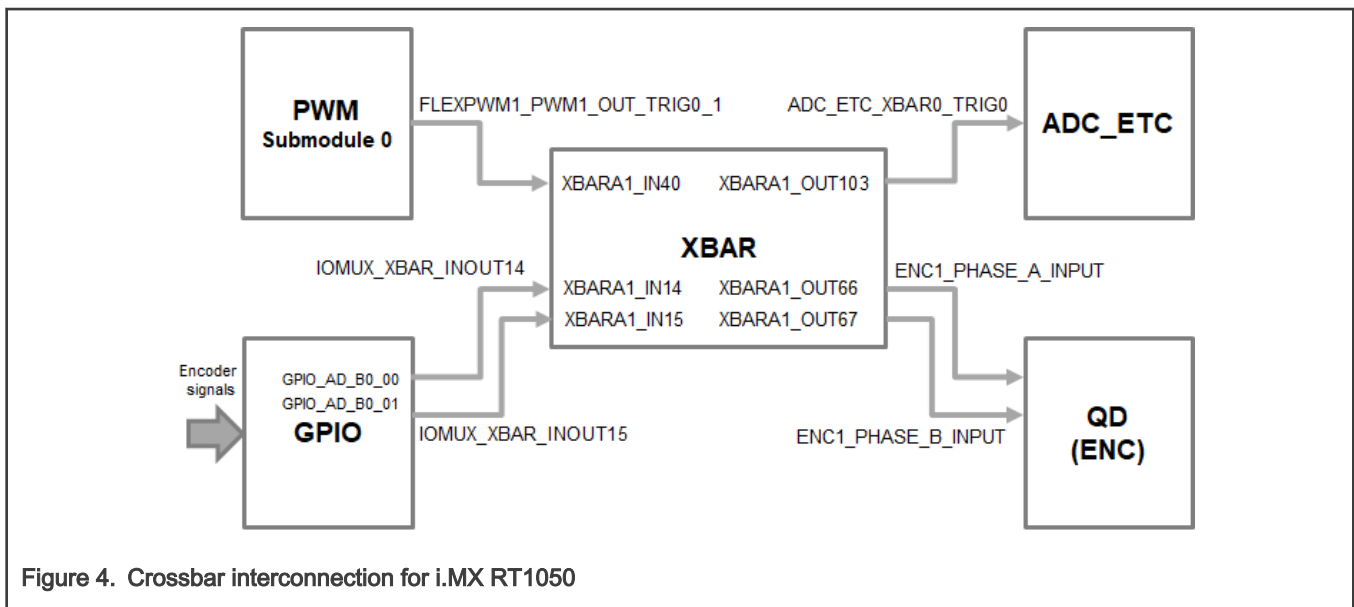 PWM
Submodule 0
FLEXPWM1_PWM1_OUT_TRIG0_1
ADC_ETC_XBAR0_TRIG0
ADC_ETC
XBARA1_IN40
XBARA1_OUT103
XBAR
IOMUX_XBAR_INOUT14
ENC1_PHASE_A_INPUT
XBARA1_IN14
XBARA1_OUT66
XBARA1_IN15
XBARA1_OUT67
Encoder
signals
GPIO_AD_B0_00
GPIO_AD_B0_01
GPIO
IOMUX_XBAR_INOUT15
ENC1_PHASE_B_INPUT
QD
(ENC)
Figure 4. Crossbar interconnection for i.MX RT1050